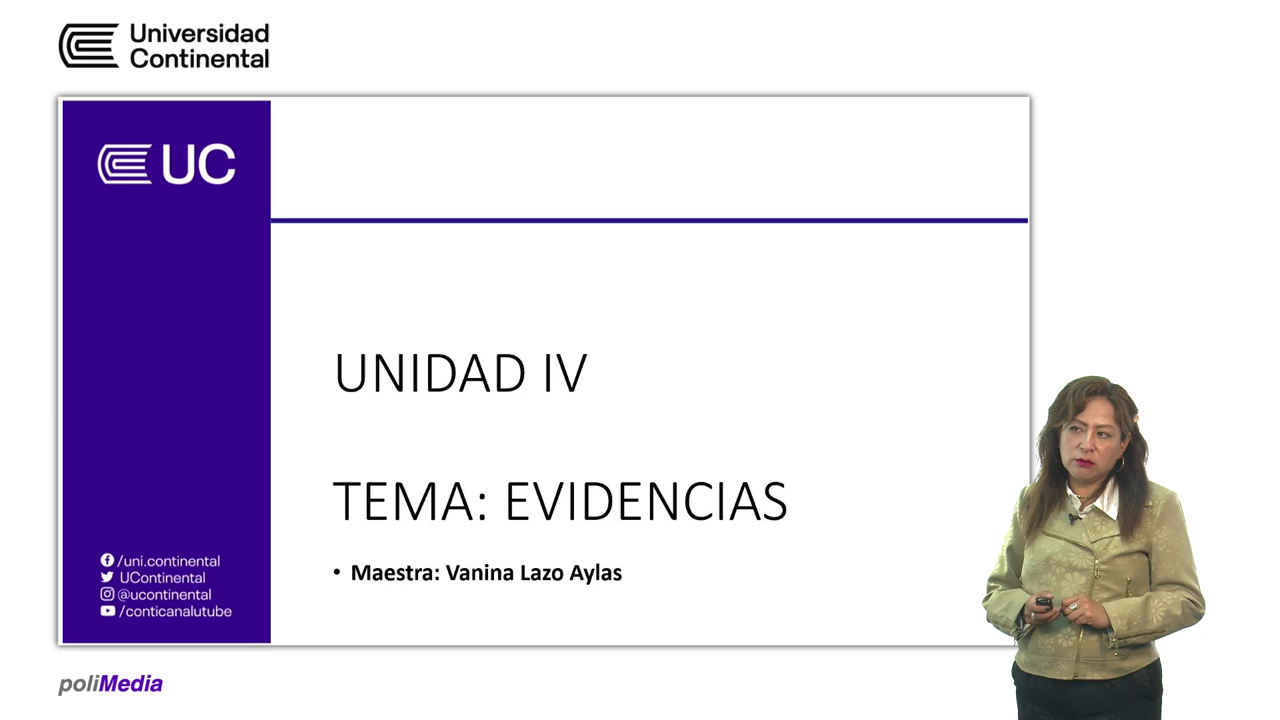 Universidad
Continental
UC
UNIDAD IV
TEMA: EVIDENCIAS
• Maestra: Vanina Lazo Aylas
/uni.continental
UContinental
@ucontinental
/conticanalutube
poliMedia